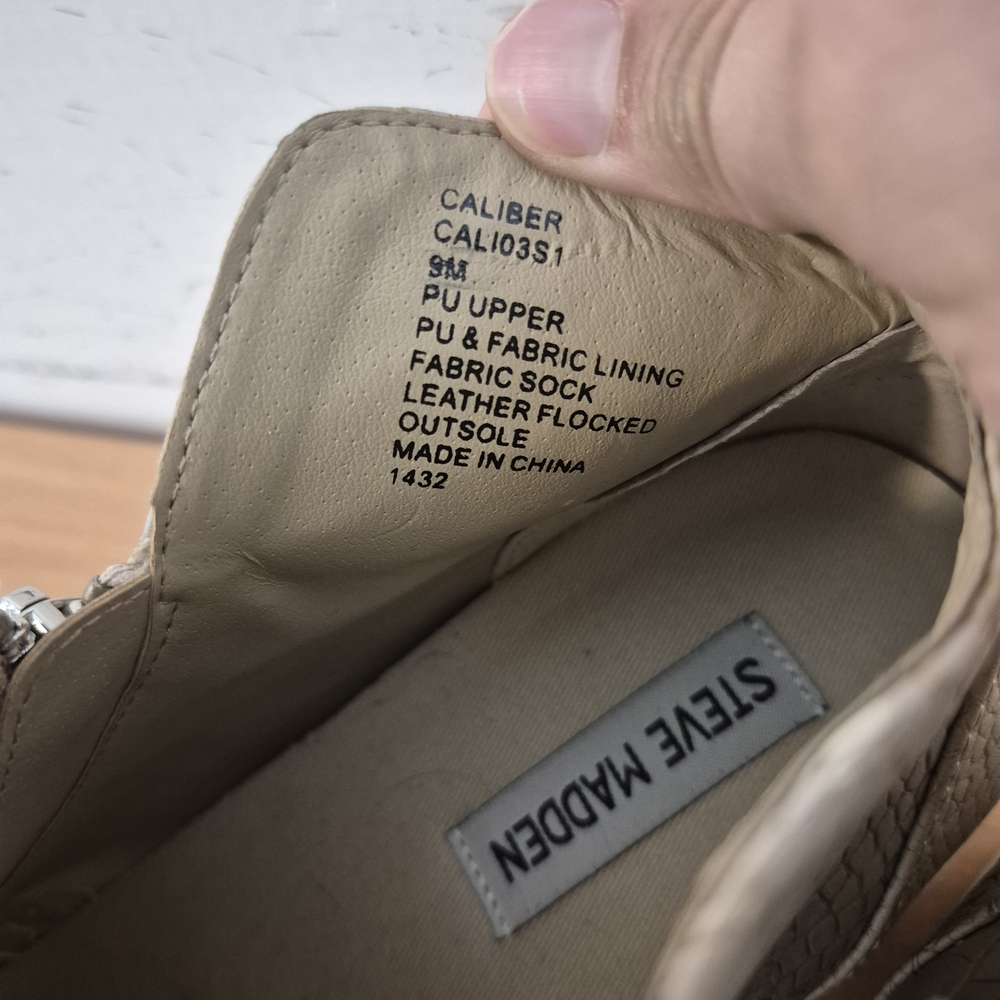 CALIBER
CALI03S1
9M
PU UPPER
PU & FABRIC LINING
FABRIC SOCK
LEATHER FLOCKED
OUTSOLE
MADE IN CHINA
1432
STEVE MADDEN